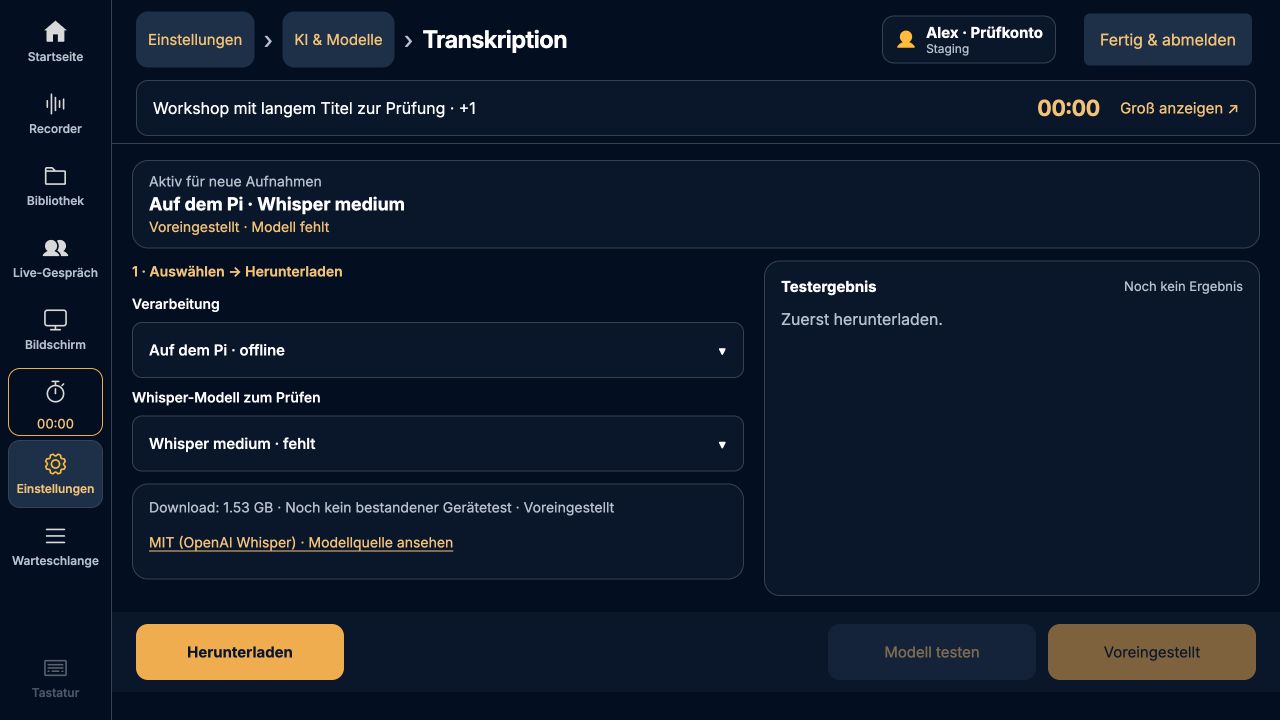 Startseite
Recorder
Bibliothek
Live-Gespräch
Bildschirm
00:00
Einstellungen
Warteschlange
Tastatur
Einstellungen › KI & Modelle › Transkription
Alex · Prüfkonto
Staging
Fertig & abmelden
Workshop mit langem Titel zur Prüfung · +1
00:00 Groß anzeigen ↗
Aktiv für neue Aufnahmen
Auf dem Pi · Whisper medium
Voreingestellt · Modell fehlt
1 · Auswählen → Herunterladen
Verarbeitung
Auf dem Pi · offline ▼
Whisper-Modell zum Prüfen
Whisper medium · fehlt ▼
Download: 1.53 GB · Noch kein bestandener Gerätetest · Voreingestellt
MIT (OpenAI Whisper) · Modellquelle ansehen
Testergebnis Noch kein Ergebnis
Zuerst herunterladen.
Herunterladen
Modell testen
Voreingestellt